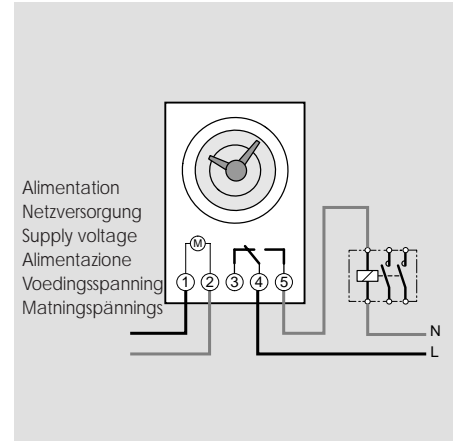 Alimentation
Netzversorgung
Supply voltage
Alimentazione
Voedingsspanning
Matningspännings
M
1 2 3 4 5
N
L